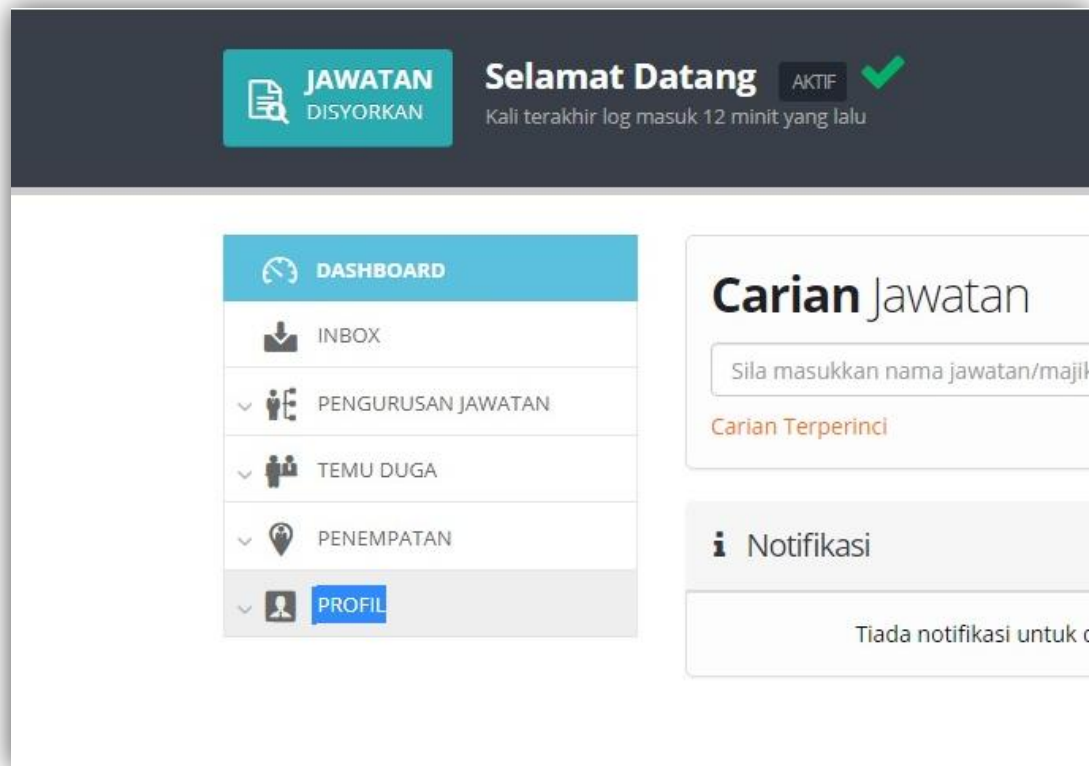 JAWATAN
DISYORKAN
Selamat Datang AKTIF
Kali terakhir log masuk 12 minit yang lalu
DASHBOARD
INBOX
PENGURUSAN JAWATAN
TEMU DUGA
PENEMPATAN
PROFIL
Carian Jawatan
Sila masukkan nama jawatan/majik
Carian Terperinci
Notifikasi
Tiada notifikasi untuk